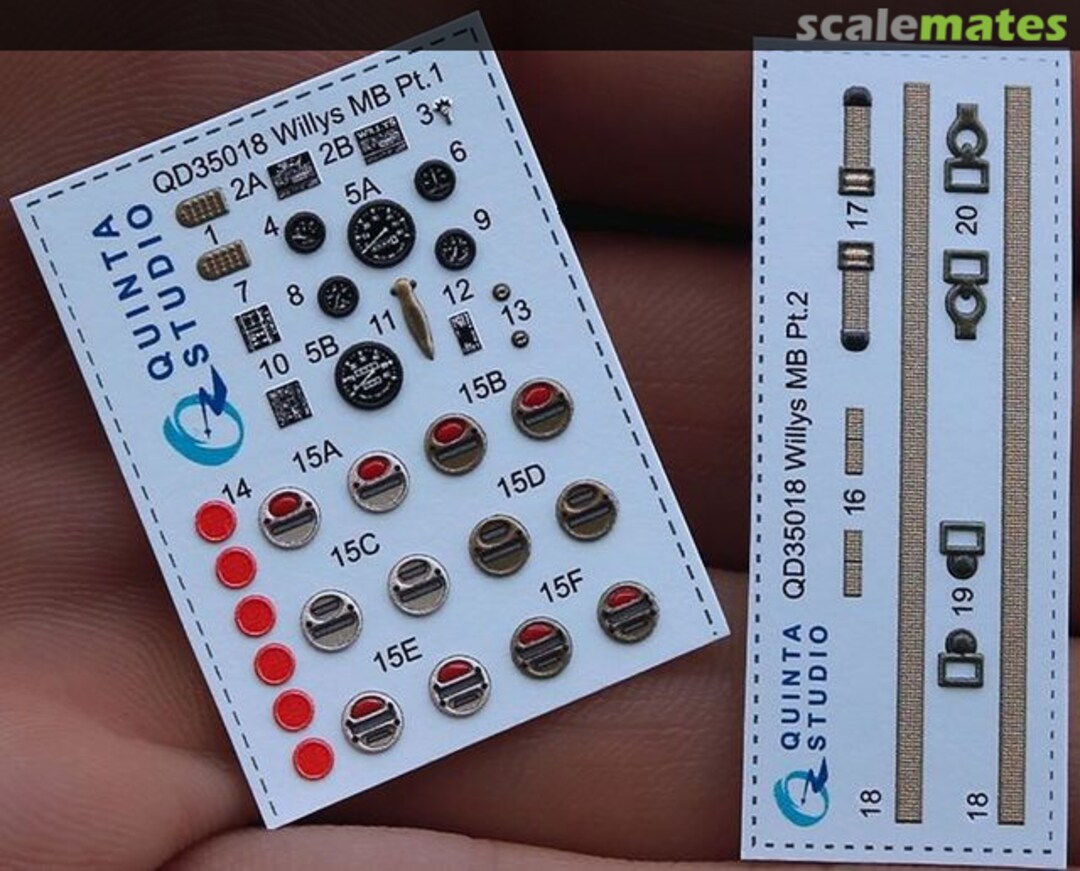 scalemates
QD35018 Willys MB Pt.1
QUINTA
STUDIO
1
2A
2B
WILLYS
3
4
5A
6
7
8
9
10
5B
11
12
13
14
15A
15B
15C
15D
15E
15F
QD35018 Willys MB Pt.2
QUINTA
STUDIO
16
17
18
18
19
20